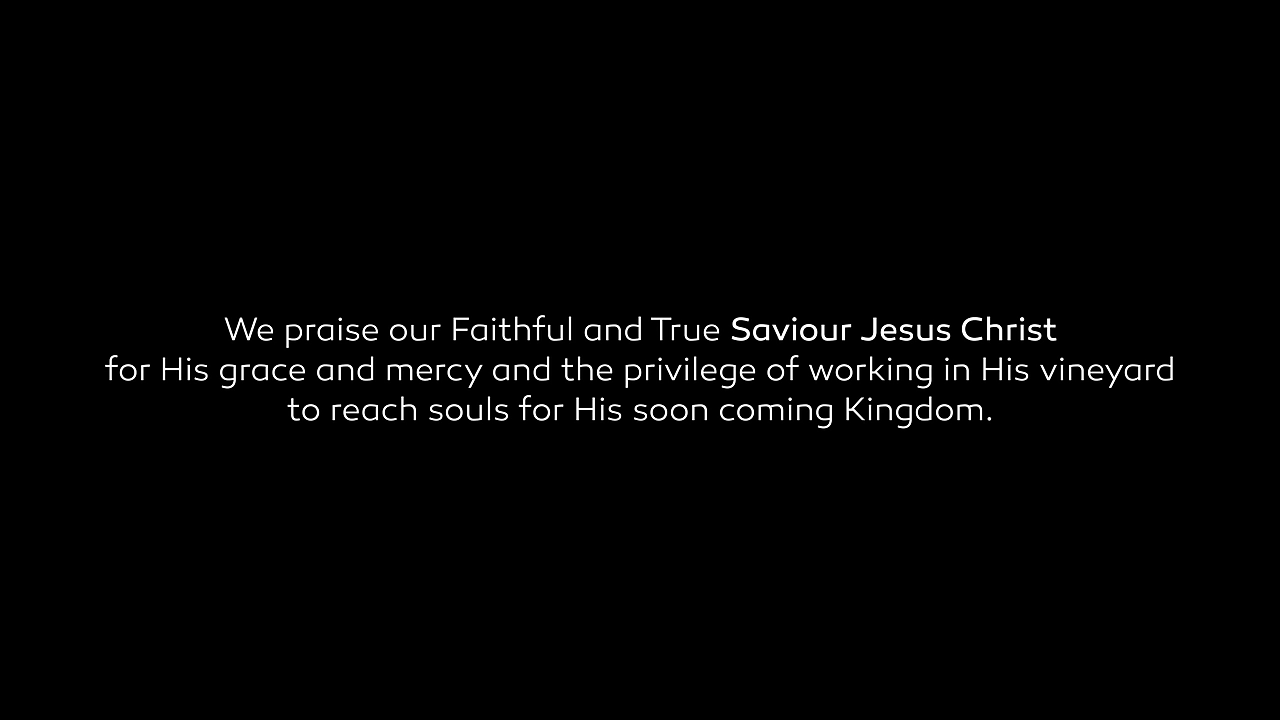 We praise our Faithful and True Saviour Jesus Christ
for His grace and mercy and the privilege of working in His vineyard
to reach souls for His soon coming Kingdom.